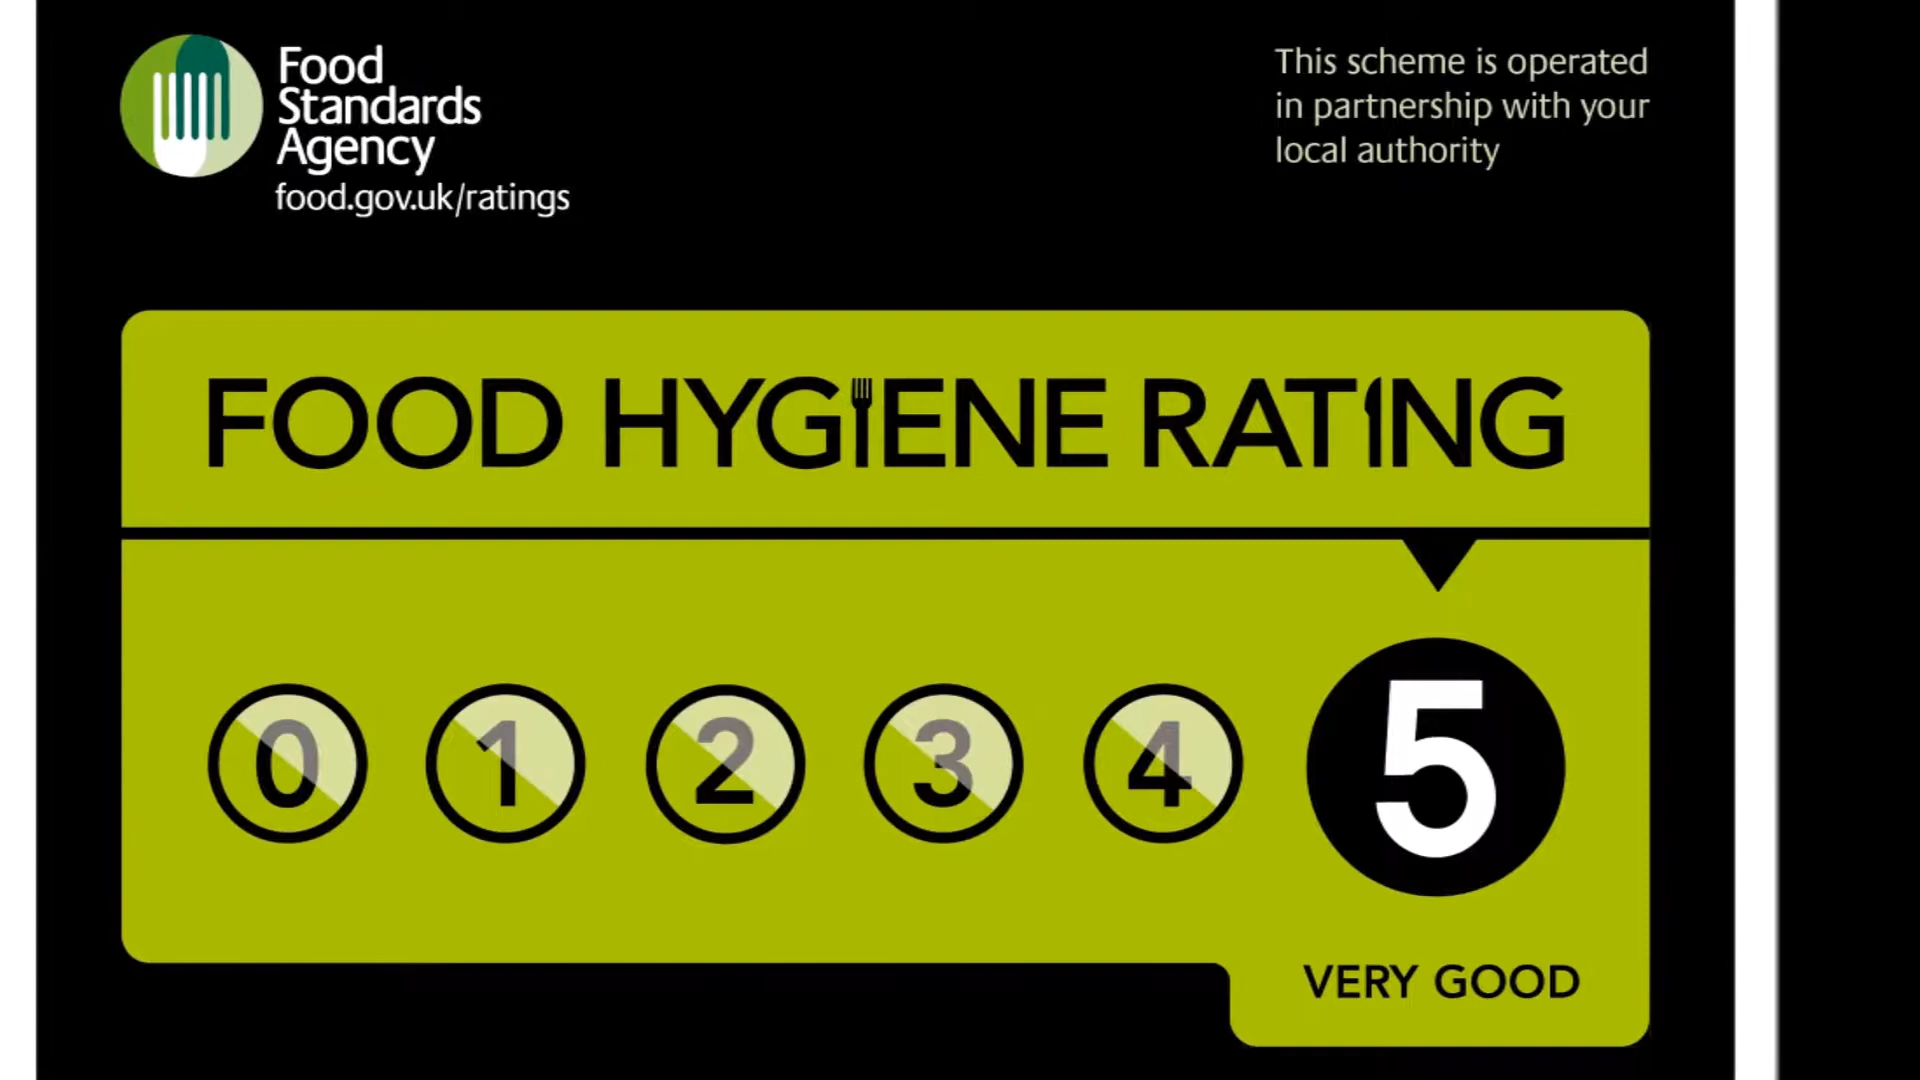 Food
Standards
Agency
food.gov.uk/ratings
This scheme is operated
in partnership with your
local authority
FOOD HYGIENE RATING
0 1 2 3 4 5
VERY GOOD